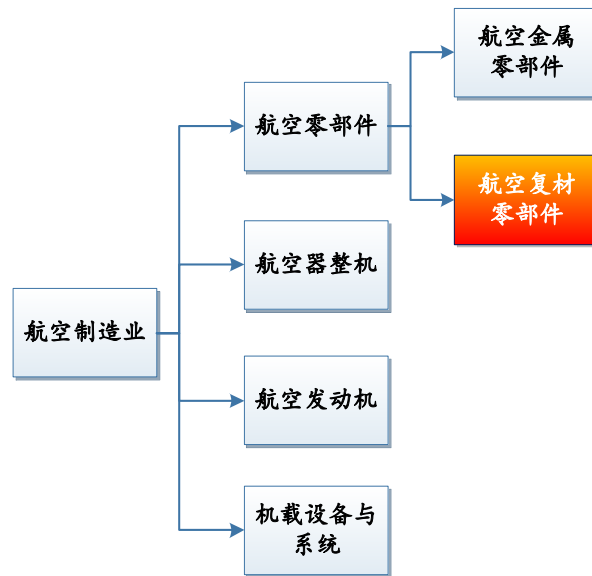 航空金属
零部件
航空零部件
航空复材
零部件
航空器整机
航空制造业
航空发动机
机载设备与
系统